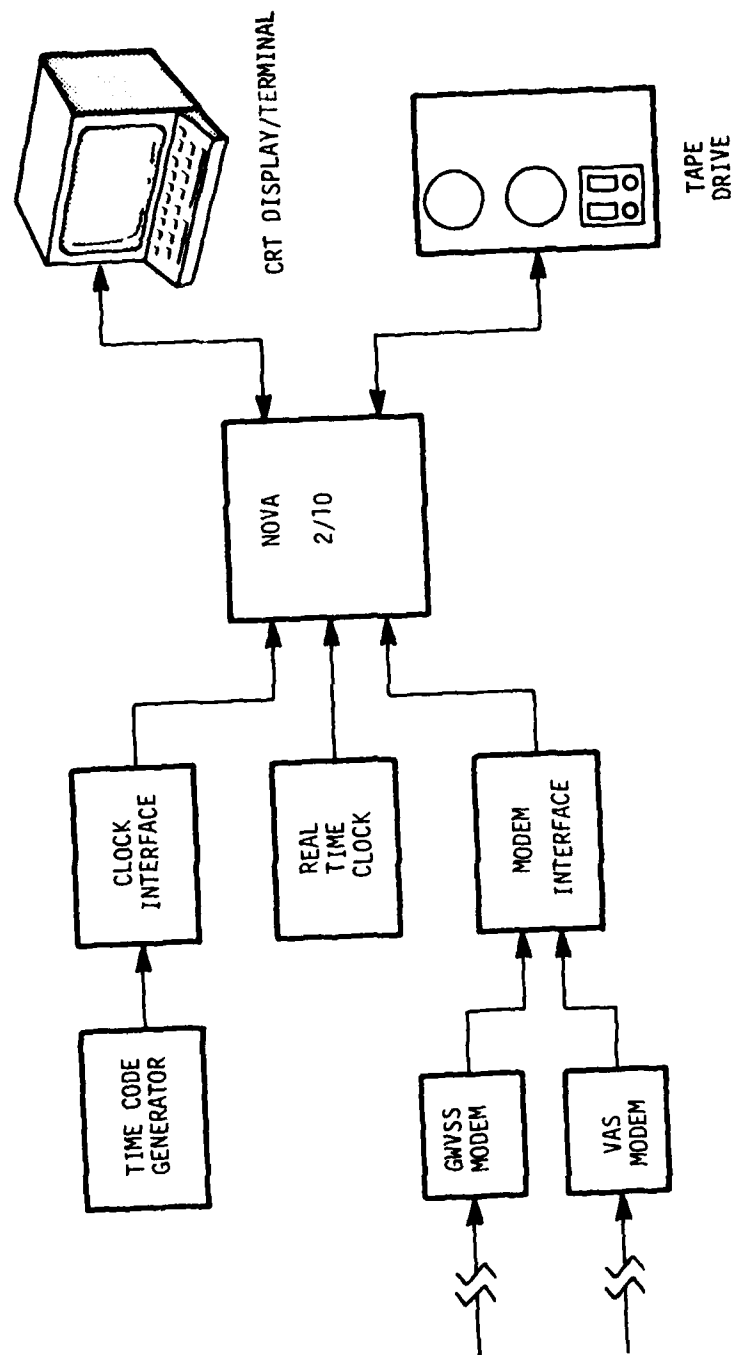 TIME CODE
GENERATOR
CLOCK
INTERFACE
REAL
TIME
CLOCK
GWVSS
MODEM
VAS
MODEM
MODEM
INTERFACE
NOVA
2/10
CRT DISPLAY/TERMINAL
TAPE
DRIVE